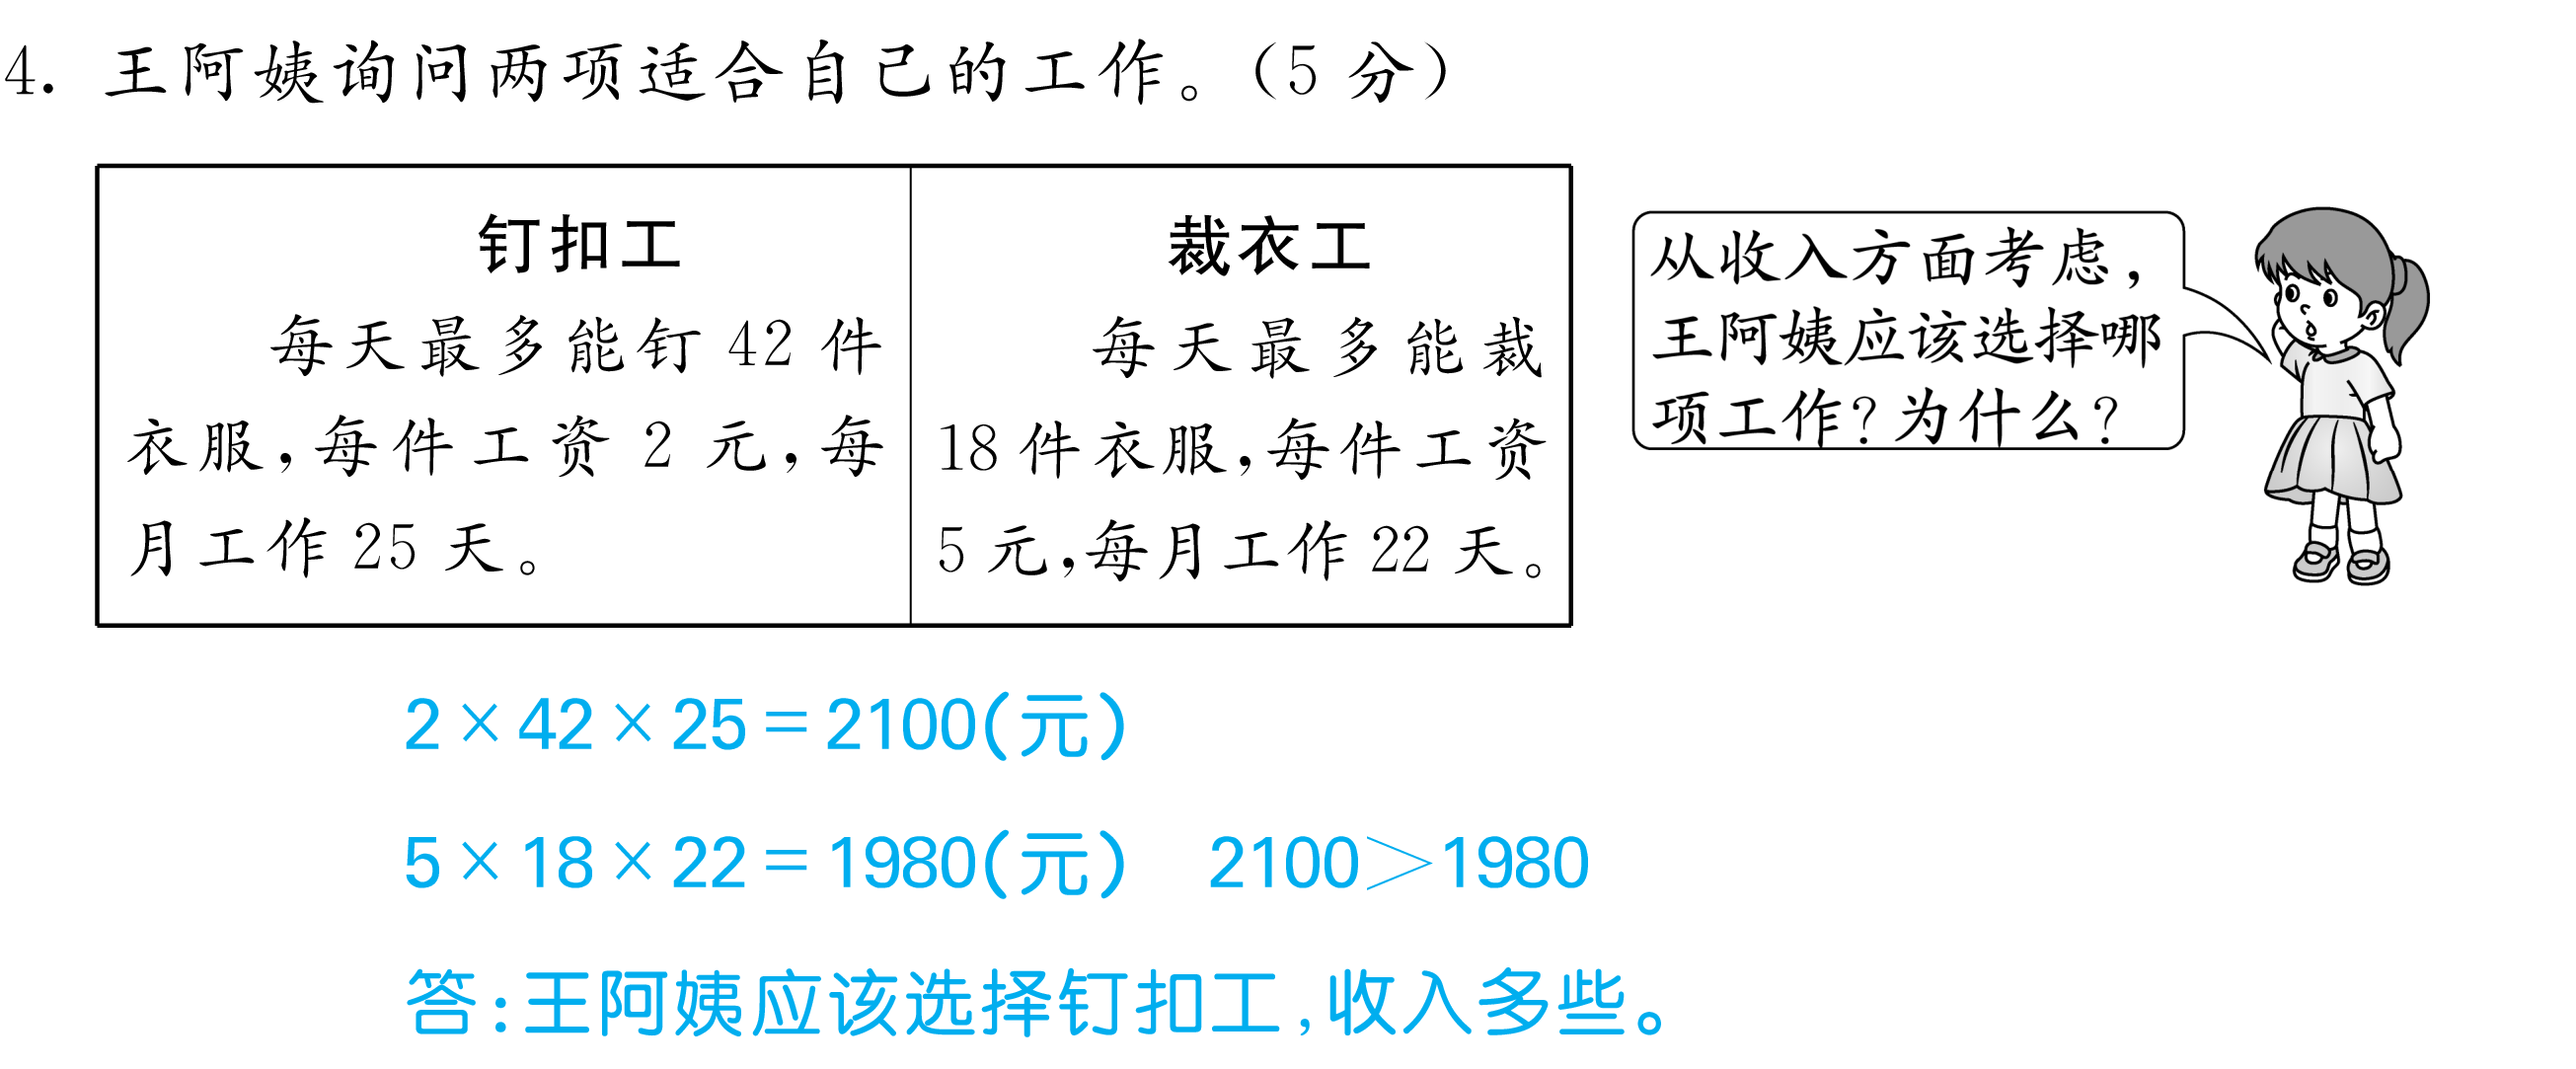 4. 王阿姨询问两项适合自己的工作。(5 分)
钉扣工
每天最多能钉 42 件
衣服,每件工资 2 元,每
月工作 25 天。
裁衣工
每天最多能裁
18 件衣服,每件工资
5 元,每月工作 22 天。
从收入方面考虑,
王阿姨应该选择哪
项工作?为什么?
2×42×25=2100(元)
5×18×22=1980(元) 2100>1980
答:王阿姨应该选择钉扣工,收入多些。